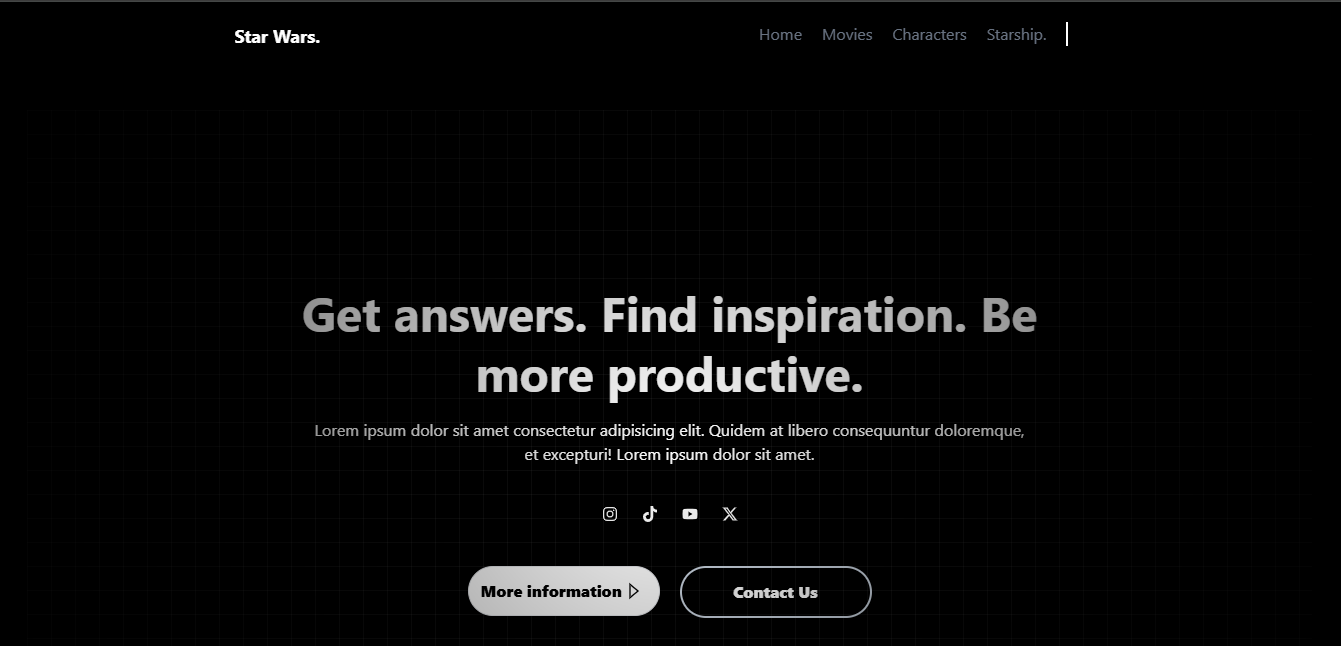 Star Wars.
Home Movies Characters Starship.
Get answers. Find inspiration. Be
more productive.
Lorem ipsum dolor sit amet consectetur adipisicing elit. Quidem at libero consequuntur doloremque,
et excepturi! Lorem ipsum dolor sit amet.
More information
Contact Us